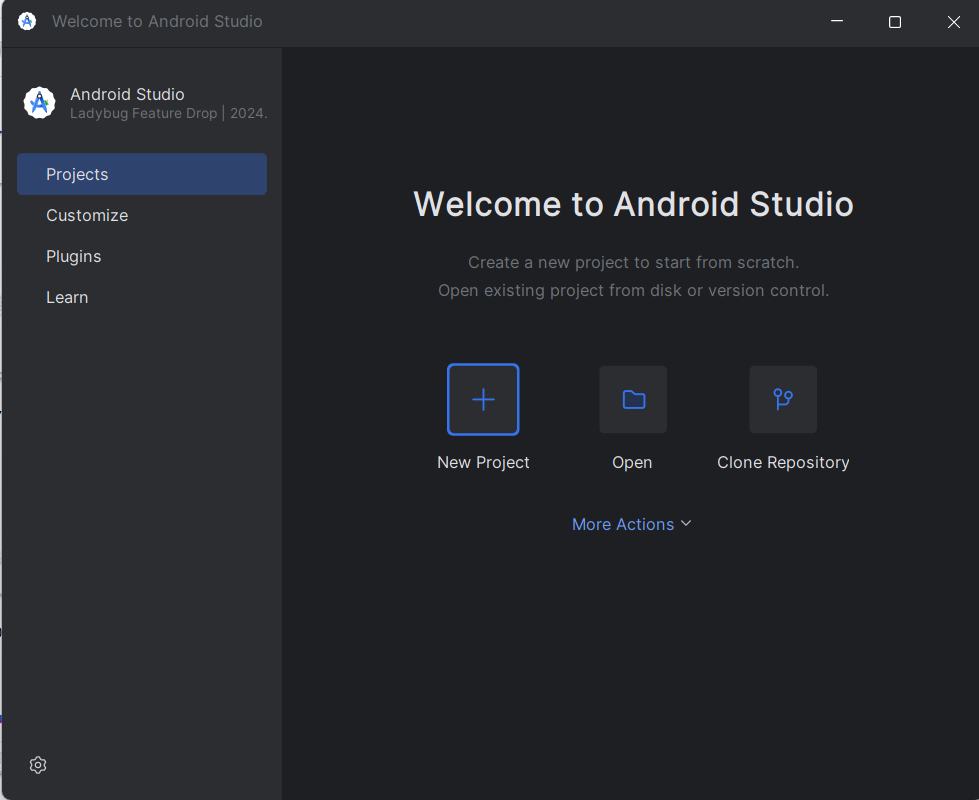 Welcome to Android Studio
Android Studio
Ladybug Feature Drop | 2024.
Projects
Customize
Plugins
Learn
Welcome to Android Studio
Create a new project to start from scratch.
Open existing project from disk or version control.
New Project
Open
Clone Repository
More Actions